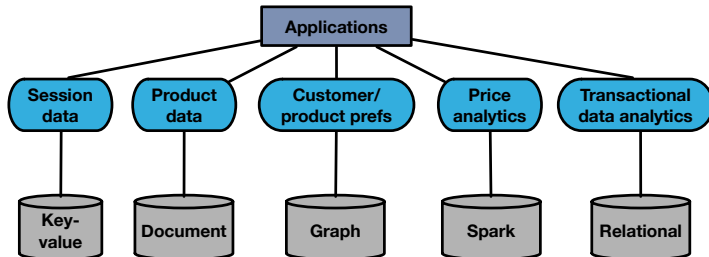 Applications
Session
data
Product
data
Customer/
product prefs
Price
analytics
Transactional
data analytics
Key-
value
Document
Graph
Spark
Relational